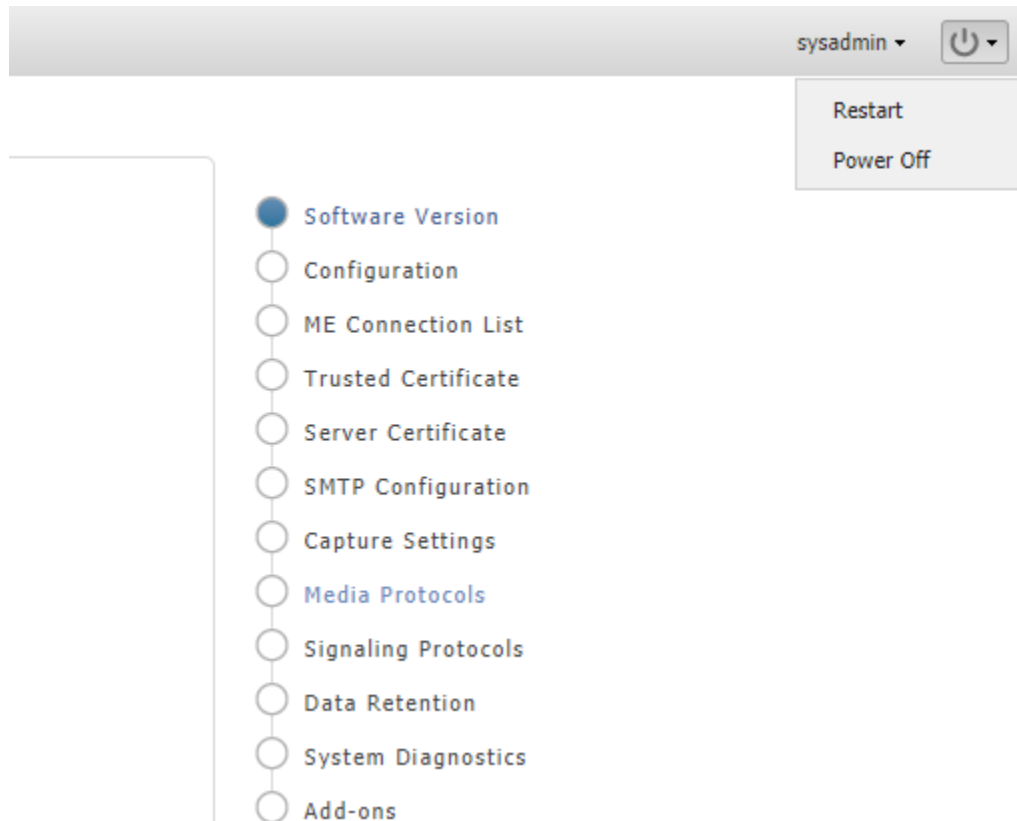 sysadmin
Restart
Power Off
Software Version
Configuration
ME Connection List
Trusted Certificate
Server Certificate
SMTP Configuration
Capture Settings
Media Protocols
Signaling Protocols
Data Retention
System Diagnostics
Add-ons